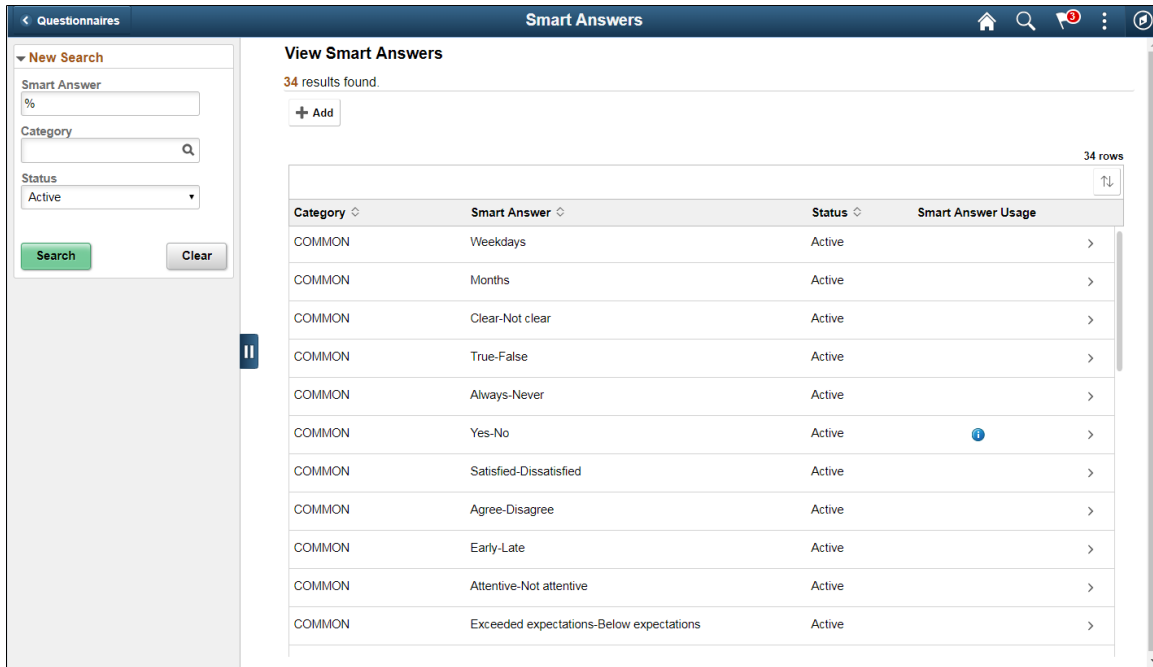 Questionnaires
Smart Answers
3
New Search
Smart Answer
%
Category
Status
Active
Search
Clear
View Smart Answers
34 results found.
Add
34 rows
Category Smart Answer Status Smart Answer Usage
COMMON Weekdays Active
COMMON Months Active
COMMON Clear-Not clear Active
COMMON True-False Active
COMMON Always-Never Active
COMMON Yes-No Active
COMMON Satisfied-Dissatisfied Active
COMMON Agree-Disagree Active
COMMON Early-Late Active
COMMON Attentive-Not attentive Active
COMMON Exceeded expectations-Below expectations Active